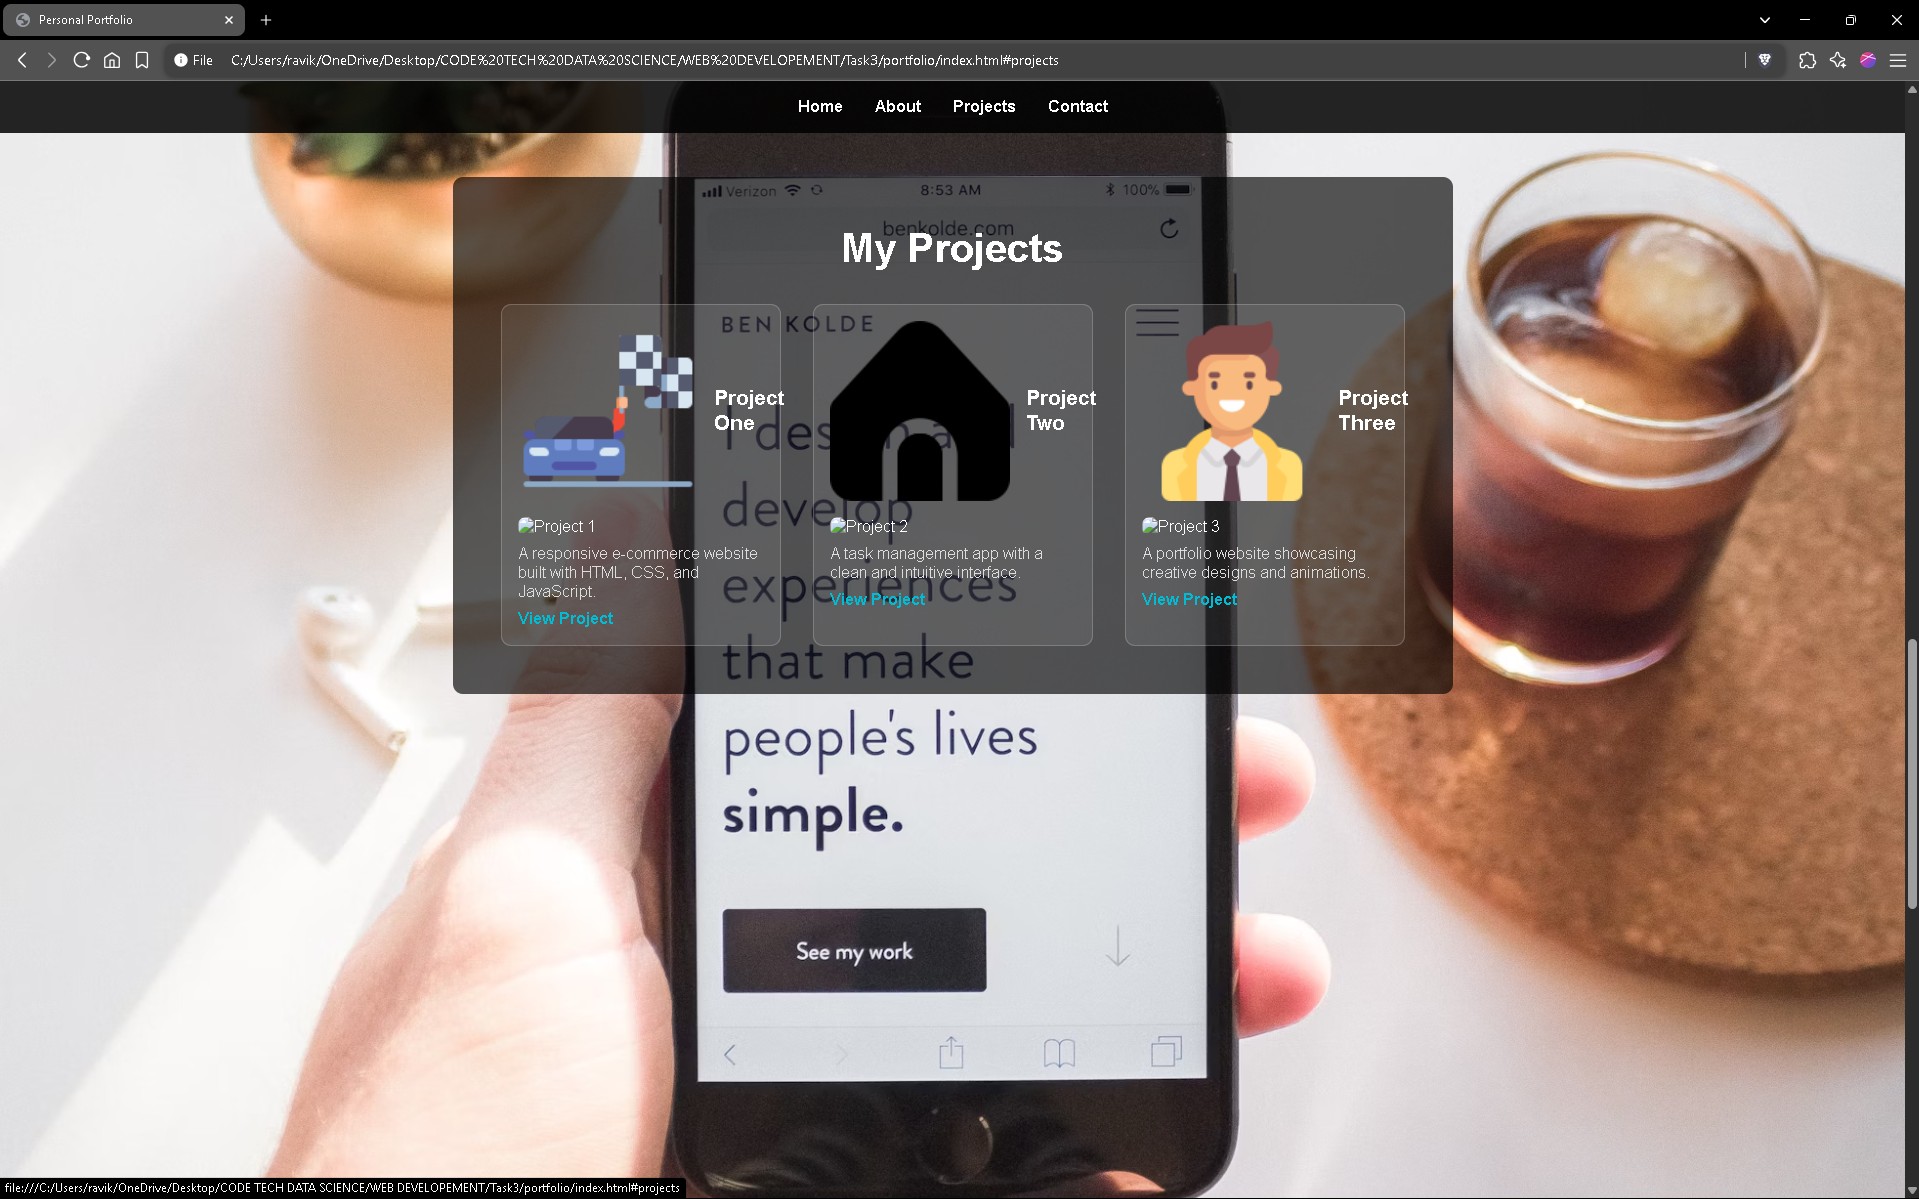 Personal Portfolio
File C:/Users/ravik/OneDrive/Desktop/CODE%20TECH%20DATA%20SCIENCE/WEB%20DEVELOPEMENT/Task3/portfolio/index.html#projects
Home About Projects Contact
Verizon 8:53 AM 100%
benkolde.com
My Projects
BEN KOLDE
Project
One
Project
Two
Project
Three
I design and
develop
experiences
that make
people's lives
simple.
Project 1
A responsive e-commerce website
built with HTML, CSS, and
JavaScript.
View Project
Project 2
A task management app with a
clean and intuitive interface.
View Project
Project 3
A portfolio website showcasing
creative designs and animations.
View Project
See my work
file:///C:/Users/ravik/OneDrive/Desktop/CODE TECH DATA SCIENCE/WEB DEVELOPEMENT/Task3/portfolio/index.html#projects